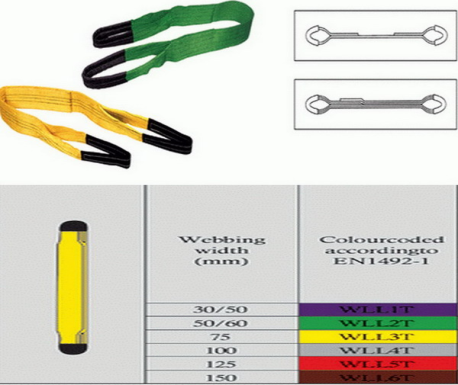 Webbing
width
(mm)
Colourcoded
accordingto
EN1492-1
30/50 WLL1T
50/60 WLL2T
75 WLL3T
100 WLL4T
125 WLL5T
150 WLL6T